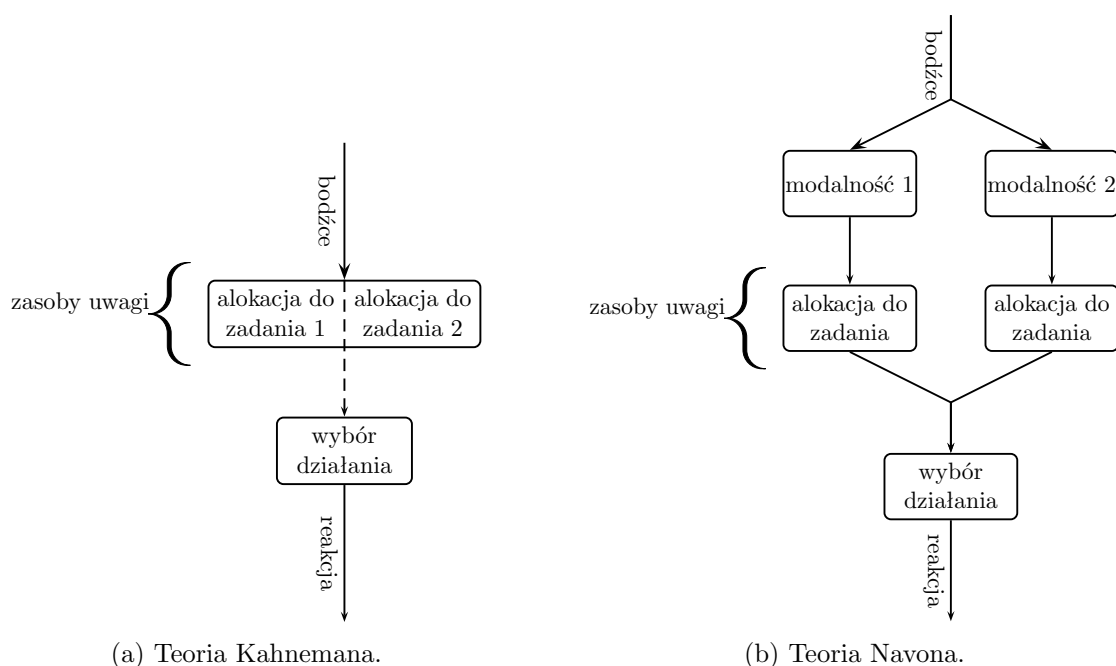 bodźce
zasoby uwagi
alokacja do
zadania 1
alokacja do
zadania 2
wybór
działania
reakcja
(a) Teoria Kahnemana.
bodźce
modalność 1
modalność 2
zasoby uwagi
alokacja do
zadania
alokacja do
zadania
wybór
działania
reakcja
(b) Teoria Navona.